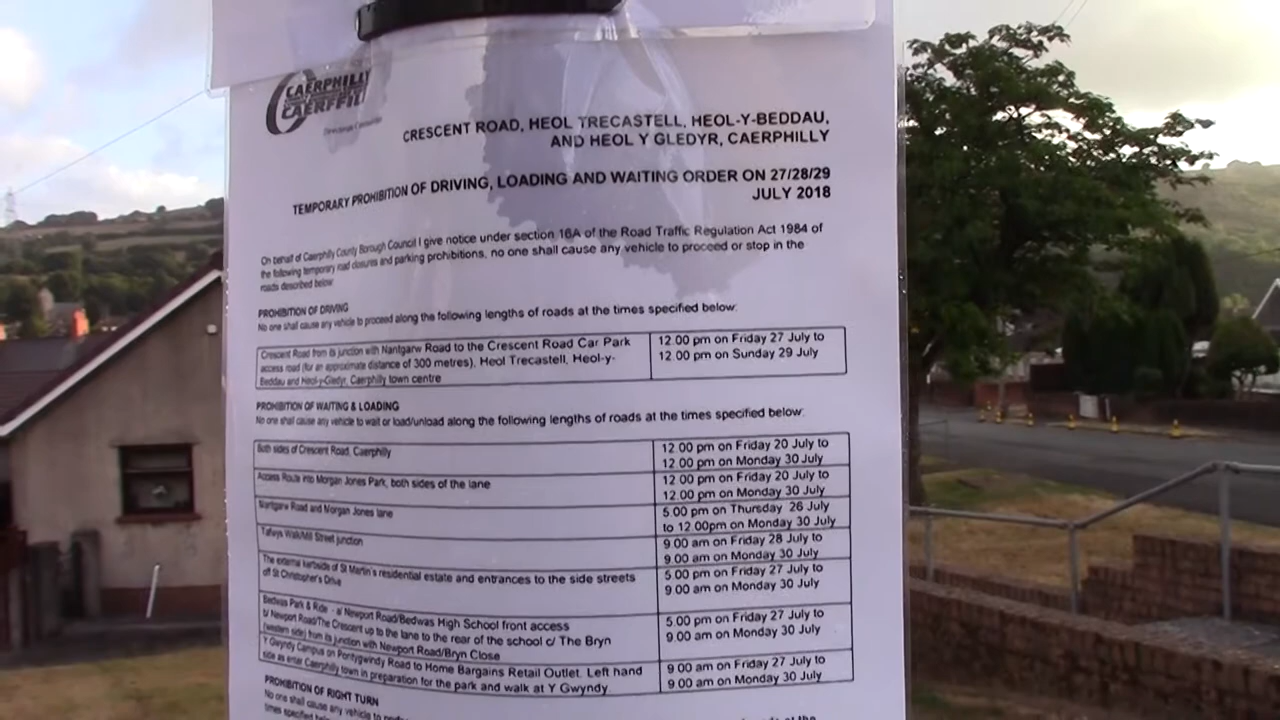 CAERPHILLY
CAERFFILI
CRESCENT ROAD, HEOL TRECASTELL, HEOL-Y-BEDDAU,
AND HEOL Y GLEDYR, CAERPHILLY
TEMPORARY PROHIBITION OF DRIVING, LOADING AND WAITING ORDER ON 27/28/29
JULY 2018
On behalf of Caerphilly County Borough Council I give notice under section 16A of the Road Traffic Regulation Act 1984 of
the following temporary road closures and parking prohibitions, no one shall cause any vehicle to proceed or stop in the
roads described below
PROHIBITION OF DRIVING
No one shall cause any vehicle to proceed along the following lengths of roads at the times specified below:
Crescent Road from its junction with Nantgarw Road to the Crescent Road Car Park
access road (for an approximate distance of 300 metres), Heol Trecastell, Heol-y-
Beddau and Heol-y-Gledyr, Caerphilly town centre
12.00 pm on Friday 27 July to
12.00 pm on Sunday 29 July
PROHIBITION OF WAITING & LOADING
No one shall cause any vehicle to wait or load/unload along the following lengths of roads at the times specified below:
Both sides of Crescent Road, Caerphilly
12.00 pm on Friday 20 July to
12.00 pm on Monday 30 July
Access Route into Morgan Jones Park, both sides of the lane
12.00 pm on Friday 20 July to
12.00 pm on Monday 30 July
Nantgarw Road and Morgan Jones lane
5.00 pm on Thursday 26 July
to 12.00pm on Monday 30 July
Tafwys Walk/Mill Street junction
9.00 am on Friday 28 July to
9.00 am on Monday 30 July
The external kerbside of St Martin's residential estate and entrances to the side streets
off St Christopher's Drive
5.00 pm on Friday 27 July to
9.00 am on Monday 30 July
Bedwas Park & Ride - a/ Newport Road/Bedwas High School front access
b/ Newport Road/The Crescent up to the lane to the rear of the school c/ The Bryn
(western side) from its junction with Newport Road/Bryn Close
5.00 pm on Friday 27 July to
9.00 am on Monday 30 July
Y Gwyndy Campus on Pontygwindy Road to Home Bargains Retail Outlet. Left hand
side as enter Caerphilly town in preparation for the park and walk at Y Gwyndy
9.00 am on Friday 27 July to
9.00 am on Monday 30 July
PROHIBITION OF RIGHT TURN
No one shall cause any vehicle to
times specified below